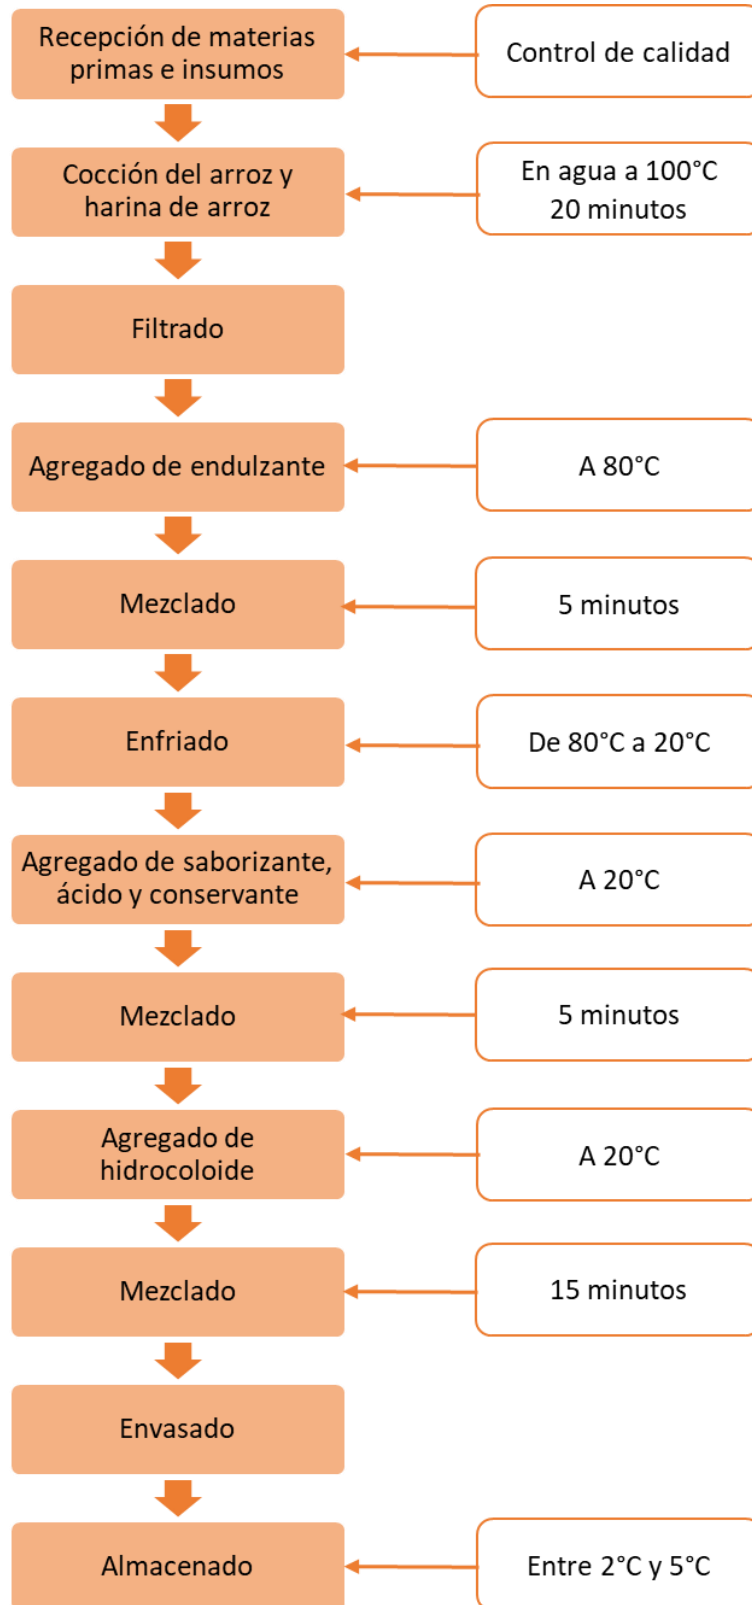 Recepción de materias
primas e insumos
Control de calidad
Cocción del arroz y
harina de arroz
En agua a 100°C
20 minutos
Filtrado
Agregado de endulzante
A 80°C
Mezclado
5 minutos
Enfriado
De 80°C a 20°C
Agregado de saborizante,
ácido y conservante
A 20°C
Mezclado
5 minutos
Agregado de
hidrocoloide
A 20°C
Mezclado
15 minutos
Envasado
Almacenado
Entre 2°C y 5°C